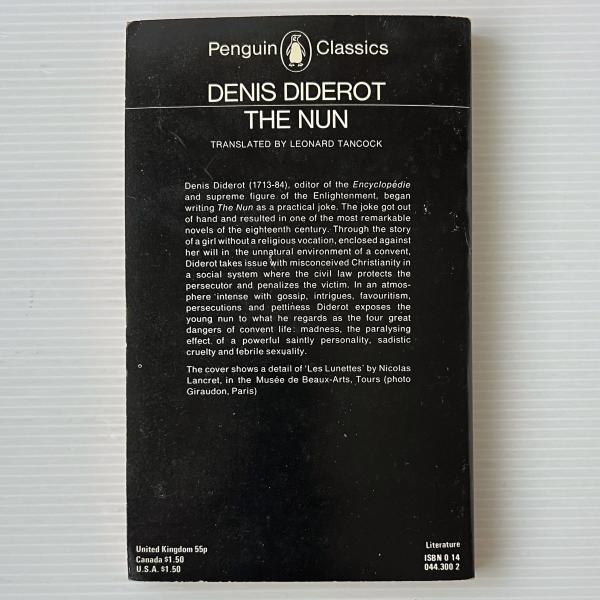 Penguin Classics
DENIS DIDEROT
THE NUN
TRANSLATED BY LEONARD TANCOCK
Denis Diderot (1713-84), editor of the Encyclopédie
and supreme figure of the Enlightenment, began
writing The Nun as a practical joke. The joke got out
of hand and resulted in one of the most remarkable
novels of the eighteenth century. Through the story
of a girl without a religious vocation, enclosed against
her will in the unnatural environment of a convent,
Diderot takes issue with misconceived Christianity in
a social system where the civil law protects the
persecutor and penalizes the victim. In an atmos-
phere intense with gossip, intrigues, favouritism,
persecutions and pettiness Diderot exposes the
young nun to what he regards as the four great
dangers of convent life: madness, the paralysing
effect of a powerful saintly personality, sadistic
cruelty and febrile sexuality.
The cover shows a detail of 'Les Lunettes' by Nicolas
Lancret, in the Musée de Beaux-Arts, Tours (photo
Giraudon, Paris)
United Kingdom 55p
Canada $1.50
U.S.A. $1.50
Literature
ISBN 0 14
044.300 2